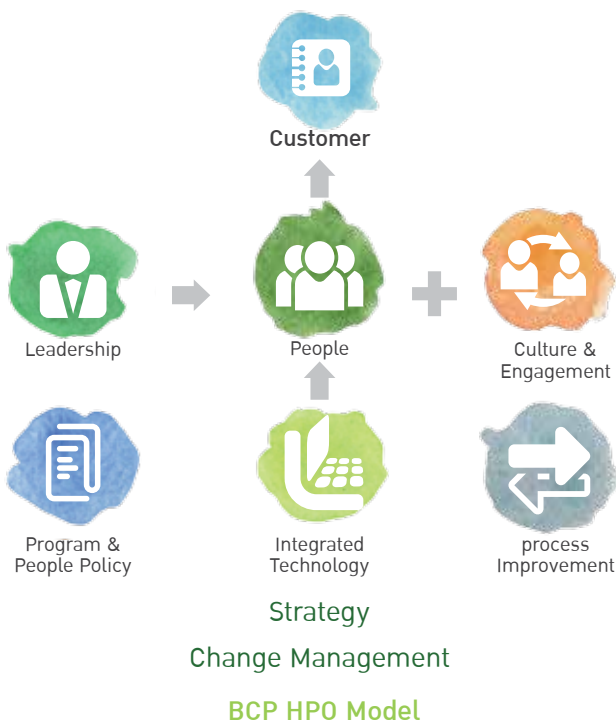 Customer
Leadership
People
Culture &
Engagement
Program &
People Policy
Integrated
Technology
process
Improvement
Strategy
Change Management
BCP HPO Model